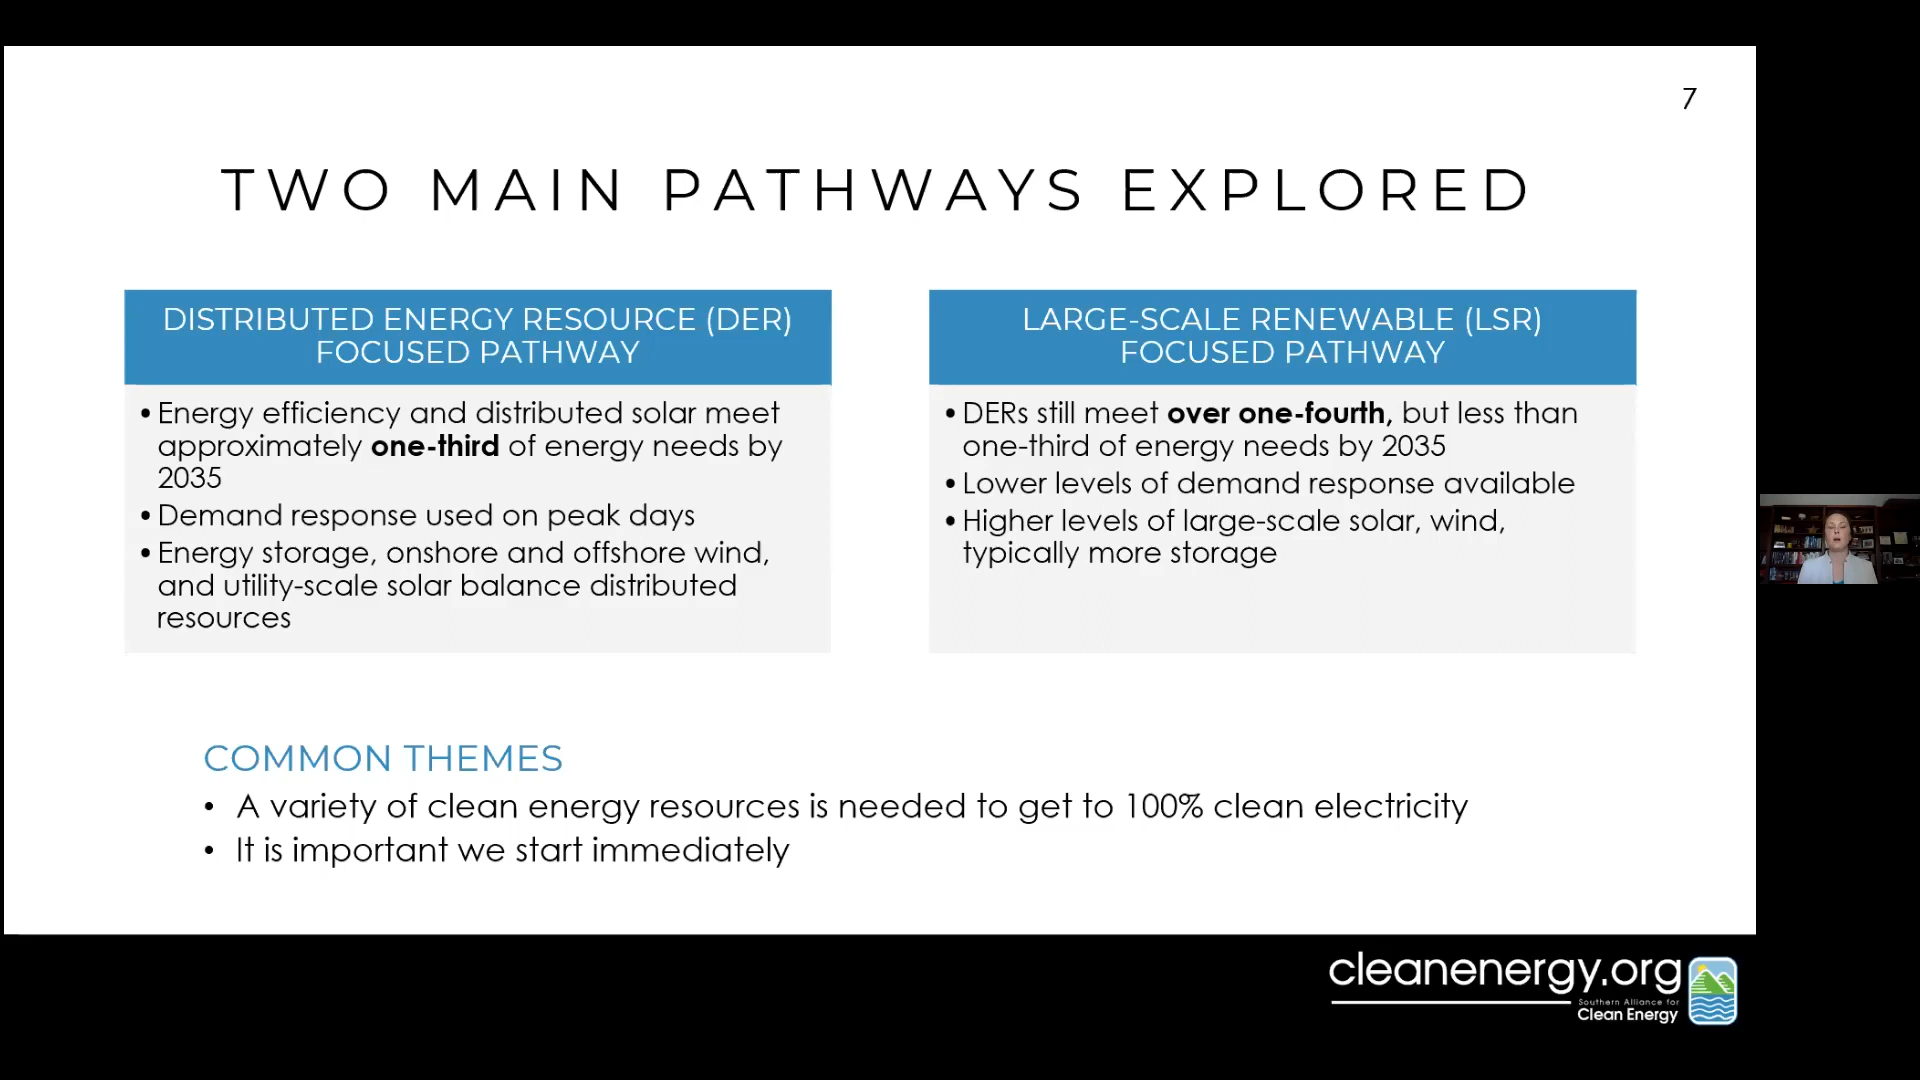 7
TWO MAIN PATHWAYS EXPLORED
DISTRIBUTED ENERGY RESOURCE (DER)
FOCUSED PATHWAY
• Energy efficiency and distributed solar meet
approximately one-third of energy needs by
2035
• Demand response used on peak days
• Energy storage, onshore and offshore wind,
and utility-scale solar balance distributed
resources
LARGE-SCALE RENEWABLE (LSR)
FOCUSED PATHWAY
• DERs still meet over one-fourth, but less than
one-third of energy needs by 2035
• Lower levels of demand response available
• Higher levels of large-scale solar, wind,
typically more storage
COMMON THEMES
• A variety of clean energy resources is needed to get to 100% clean electricity
• It is important we start immediately
cleanenergy.org
Southern Alliance for
Clean Energy